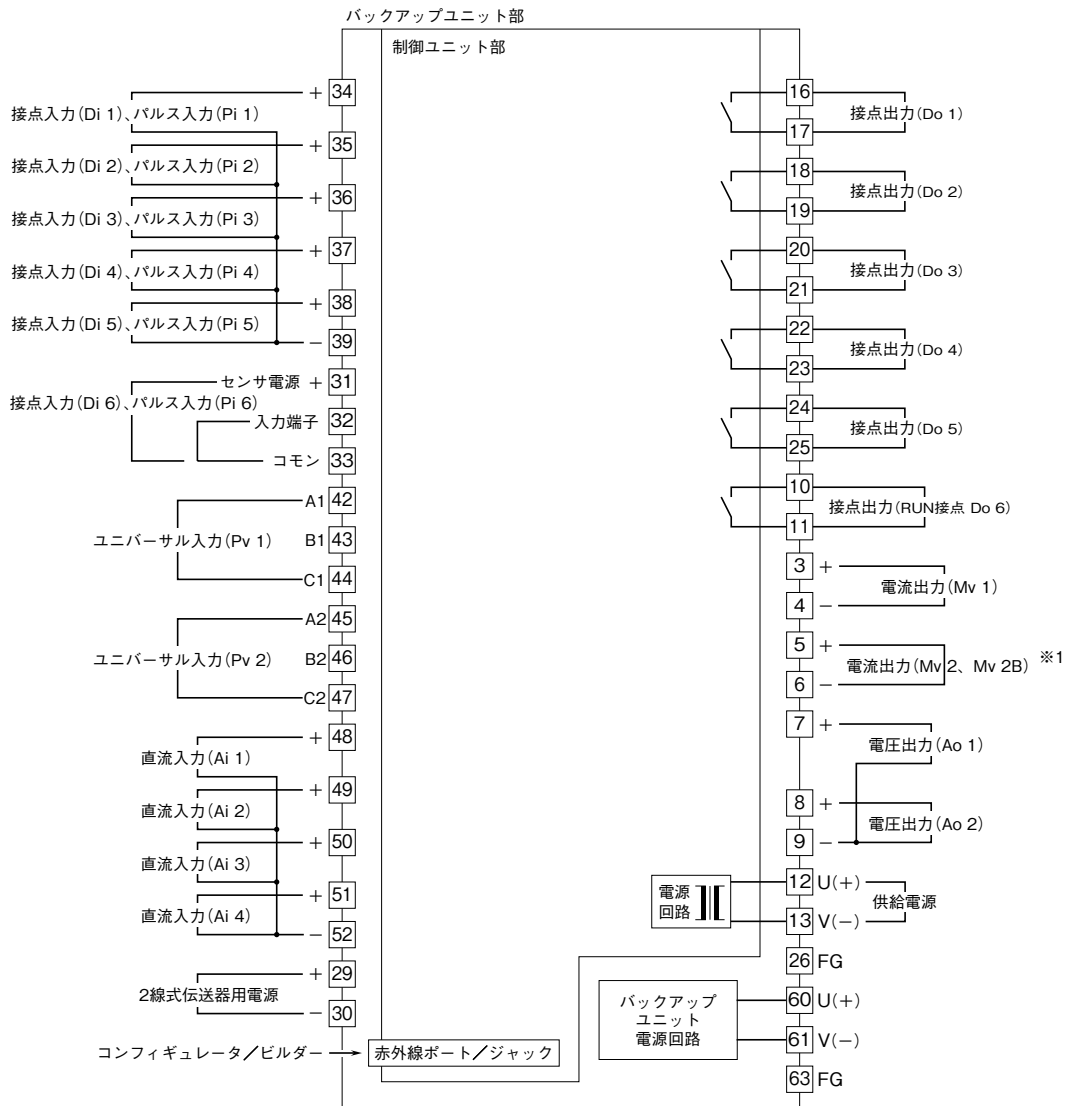 バックアップユニット部
制御ユニット部
+ 34
接点入力(Di 1)、パルス入力(Pi 1)
+ 35
接点入力(Di 2)、パルス入力(Pi 2)
+ 36
接点入力(Di 3)、パルス入力(Pi 3)
+ 37
接点入力(Di 4)、パルス入力(Pi 4)
+ 38
接点入力(Di 5)、パルス入力(Pi 5)
− 39
センサ電源 + 31
接点入力(Di 6)、パルス入力(Pi 6)
入力端子 32
コモン 33
A1 42
ユニバーサル入力(Pv 1) B1 43
C1 44
A2 45
ユニバーサル入力(Pv 2) B2 46
C2 47
+ 48
直流入力(Ai 1)
+ 49
直流入力(Ai 2)
+ 50
直流入力(Ai 3)
+ 51
直流入力(Ai 4)
− 52
+ 29
2線式伝送器用電源
− 30
コンフィギュレータ/ビルダー
赤外線ポート/ジャック
16
接点出力(Do 1)
17
18
接点出力(Do 2)
19
20
接点出力(Do 3)
21
22
接点出力(Do 4)
23
24
接点出力(Do 5)
25
10
接点出力(RUN接点 Do 6)
11
3 +
電流出力(Mv 1)
4 −
5 +
電流出力(Mv 2、Mv 2B) ※1
6 −
7 +
電圧出力(Ao 1)
8 +
電圧出力(Ao 2)
9 −
電源
回路
12 U(+)
供給電源
13 V(−)
26 FG
バックアップ
ユニット
電源回路
60 U(+)
61 V(−)
63 FG